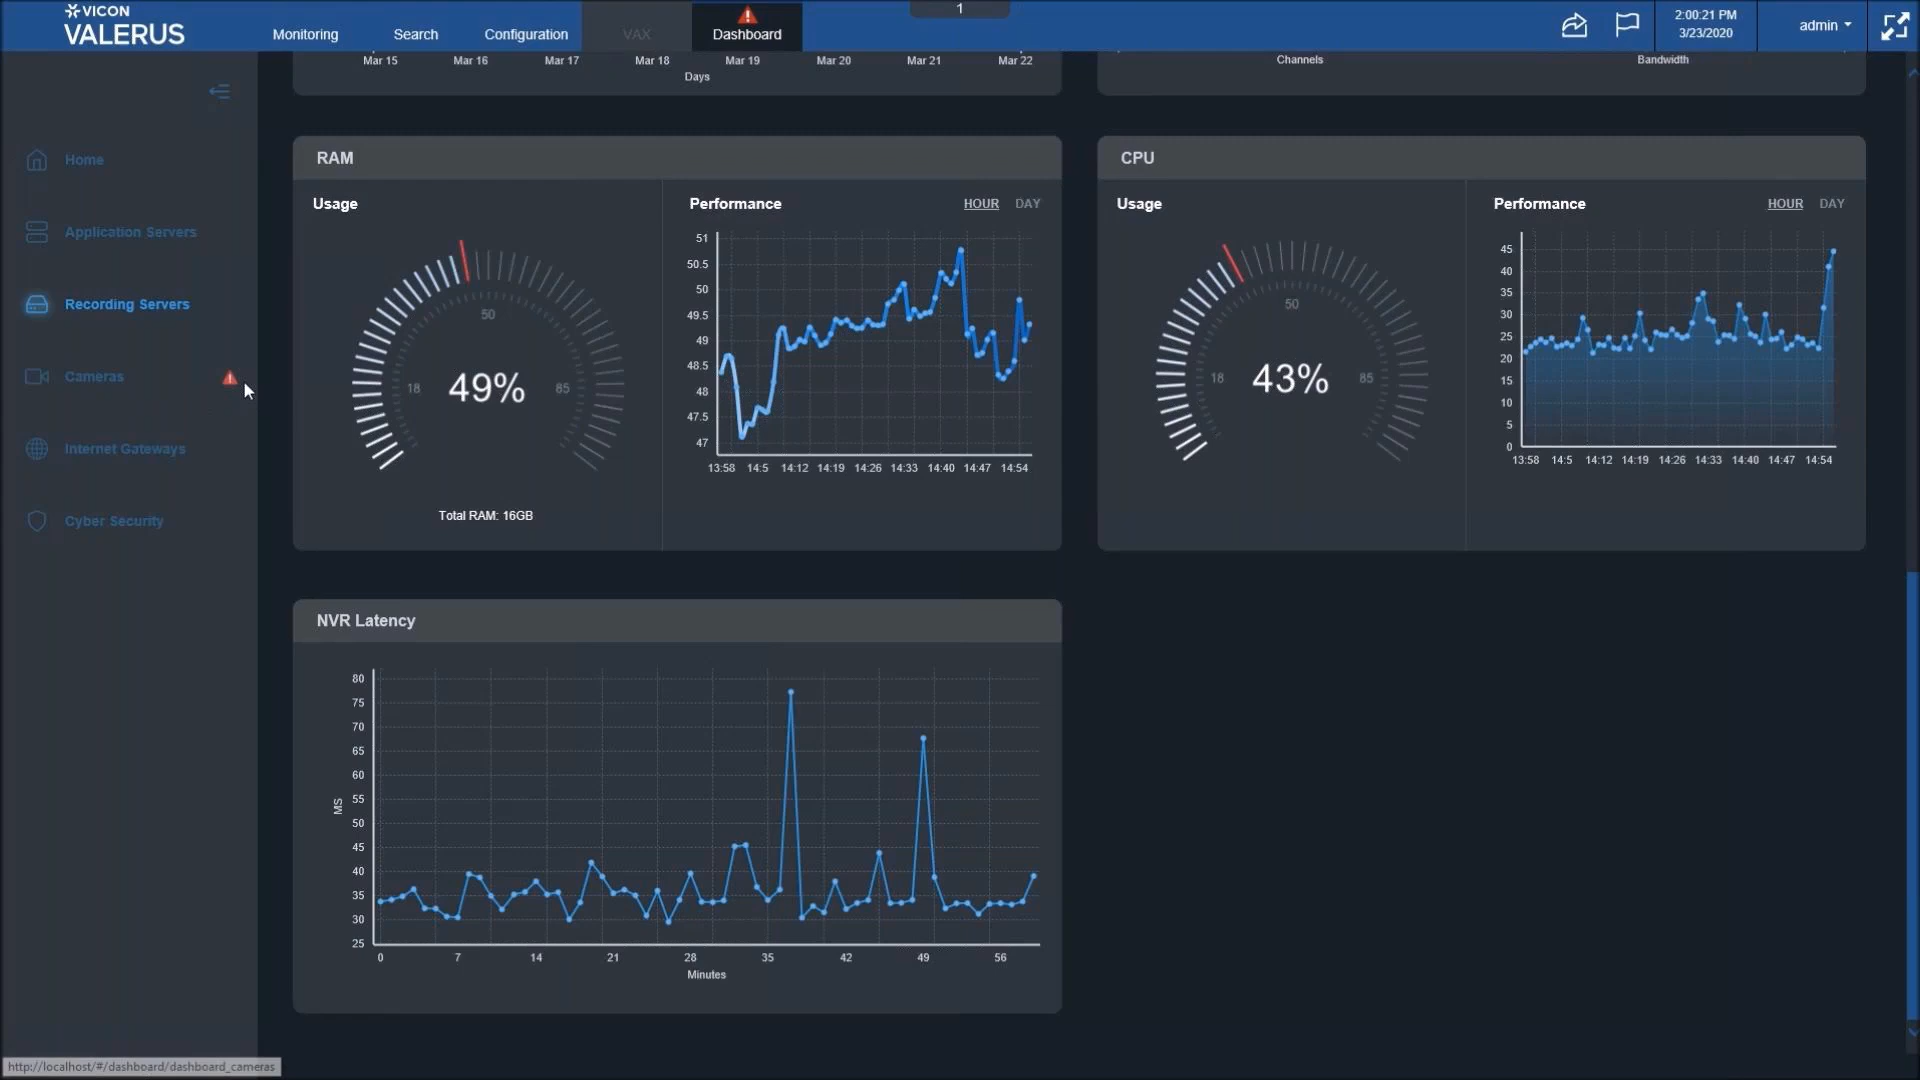 VICON
VALERUS
Monitoring
Search
Configuration
VAX
Dashboard
1
2:00:21 PM
3/23/2020
admin
Home
Application Servers
Recording Servers
Cameras
Internet Gateways
Cyber Security
Mar 15 Mar 16 Mar 17 Mar 18 Mar 19 Mar 20 Mar 21 Mar 22
Days
Channels
Bandwidth
RAM
Usage
50
18
49%
85
Total RAM: 16GB
Performance
HOUR DAY
51
50.5
50
49.5
49
48.5
48
47.5
47
13:58 14:5 14:12 14:19 14:26 14:33 14:40 14:47 14:54
CPU
Usage
50
18
43%
85
Performance
HOUR DAY
45
40
35
30
25
20
15
10
5
0
13:58 14:5 14:12 14:19 14:26 14:33 14:40 14:47 14:54
NVR Latency
MS
80
75
70
65
60
55
50
45
40
35
30
25
0 7 14 21 28 35 42 49 56
Minutes
http://localhost/#/dashboard/dashboard_cameras